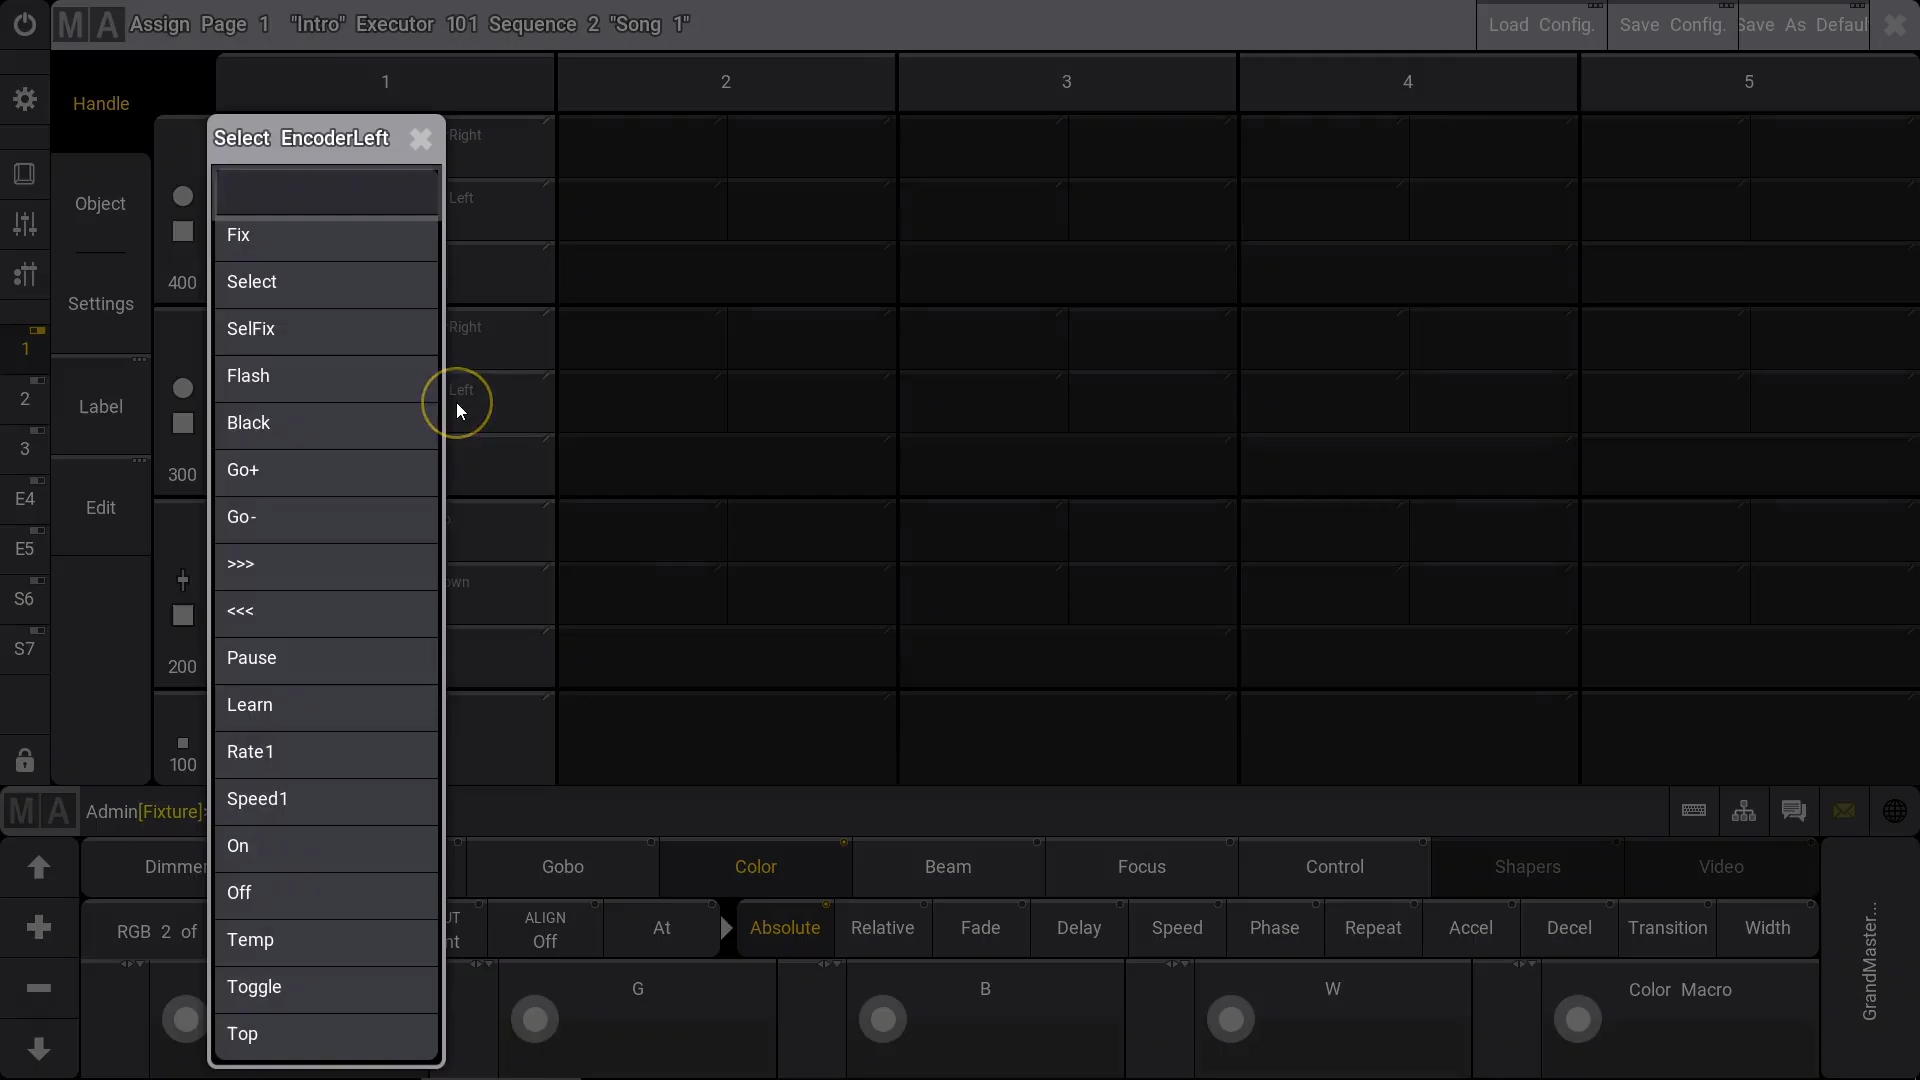 MA Assign Page 1 "Intro" Executor 101 Sequence 2 "Song 1"
Load Config.
Save Config.
Save As Defaul
Handle
1
2
3
4
5
Object
Settings
Label
Edit
1
2
3
E4
E5
S6
S7
400
300
200
100
Select EncoderLeft
Fix
Select
SelFix
Flash
Black
Go+
Go-
>>>
<<<
Pause
Learn
Rate1
Speed1
On
Off
Temp
Toggle
Top
Right
Left
Right
Left
own
MA Admin[Fixture]>
Dimmer
Gobo
Color
Beam
Focus
Control
Shapers
Video
RGB 2 of
ALIGN
Off
At
Absolute
Relative
Fade
Delay
Speed
Phase
Repeat
Accel
Decel
Transition
Width
G
B
W
Color Macro
GrandMaster...